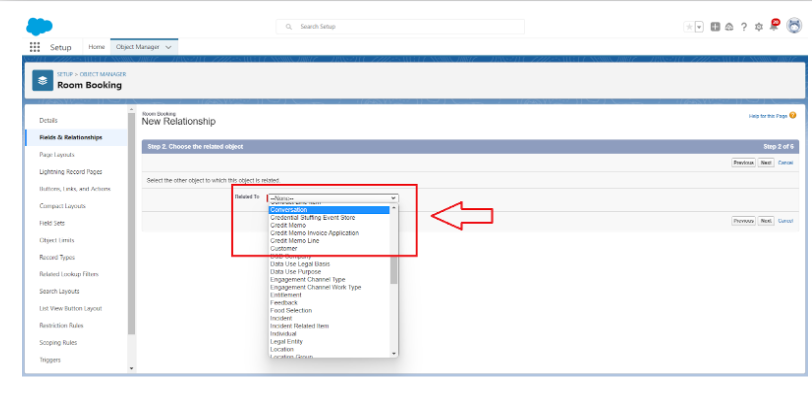 Search Setup
Setup
Home
Object Manager
SETUP > OBJECT MANAGER
Room Booking
Details
Fields & Relationships
Page Layouts
Lightning Record Pages
Buttons, Links, and Actions
Compact Layouts
Field Sets
Object Limits
Record Types
Related Lookup Filters
Search Layouts
List View Button Layout
Restriction Rules
Scoping Rules
Triggers
Room Booking
New Relationship
Help for this Page
Step 2. Choose the related object
Step 2 of 6
Previous Next Cancel
Select the other object to which this object is related.
Related To
--None--
Contract Line Item
Conversation
Credential Stuffing Event Store
Credit Memo
Credit Memo Invoice Application
Credit Memo Line
Customer
D&B Company
Data Use Legal Basis
Data Use Purpose
Engagement Channel Type
Engagement Channel Work Type
Entitlement
Feedback
Food Selection
Incident
Incident Related Item
Individual
Legal Entity
Location
Location Group
Previous Next Cancel